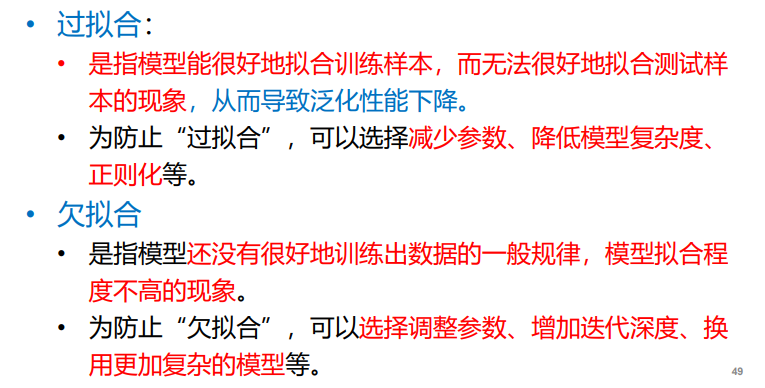 • 过拟合：
• 是指模型能很好地拟合训练样本，而无法很好地拟合测试样
本的现象，从而导致泛化性能下降。
• 为防止“过拟合”，可以选择减少参数、降低模型复杂度、
正则化等。
• 欠拟合
• 是指模型还没有很好地训练出数据的一般规律，模型拟合程
度不高的现象。
• 为防止“欠拟合”，可以选择调整参数、增加迭代深度、换
用更加复杂的模型等。
49